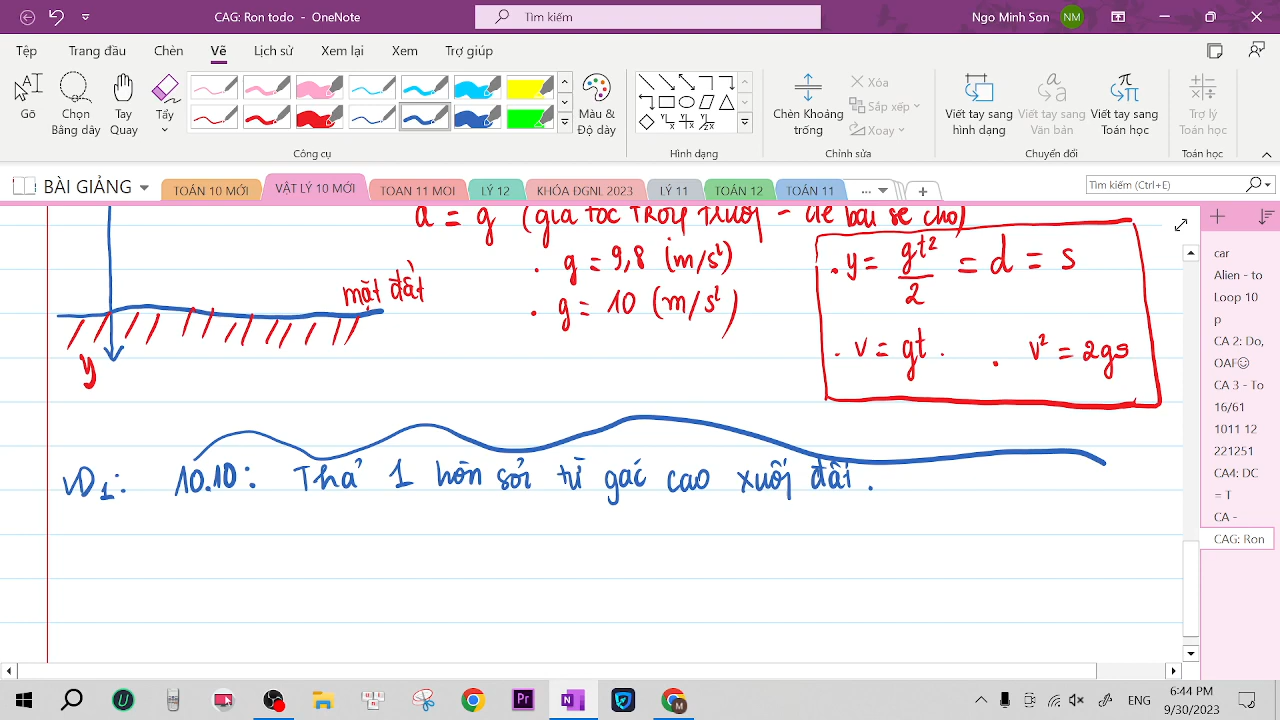 CAG: Ron todo - OneNote
Tìm kiếm
Ngo Minh Son
NM
Tệp
Trang đầu
Chèn
Vẽ
Lịch sử
Xem lại
Xem
Trợ giúp
Gõ
Chọn Bằng dây
Tay Quay
Tẩy
Màu & Độ dày
Chèn Khoảng trống
Xóa
Sắp xếp
Xoay
Viết tay sang hình dạng
Viết tay sang Văn bản
Viết tay sang Toán học
Trợ lý Toán học
Công cụ
Hình dạng
Chỉnh sửa
Chuyển đổi
Toán học
BÀI GIẢNG
TOÁN 10 MỚI
VẬT LÝ 10 MỚI
TOAN 11 MOI
LÝ 12
KHÓA DGNL 2023
LÝ 11
TOÁN 12
TOÁN 11
Tìm kiếm (Ctrl+E)
a = g (gia tốc trọng trường - đề bài sẽ cho)
. g = 9,8 (m/s²)
. g = 10 (m/s²)
mặt đất
y
. y = gt²/2 = d = s
. v = gt . . v² = 2gs
VD1: 10.10: Thả 1 hòn sỏi từ gác cao xuống đất.
car
Alien - to
Loop 10
p
CA 2: Do,
OAF☺
CA 3 - To
16/61
1011 12
221251
CA4: DC
= T
CA -
CAG: Ron
ENG
6:44 PM
9/30/2023